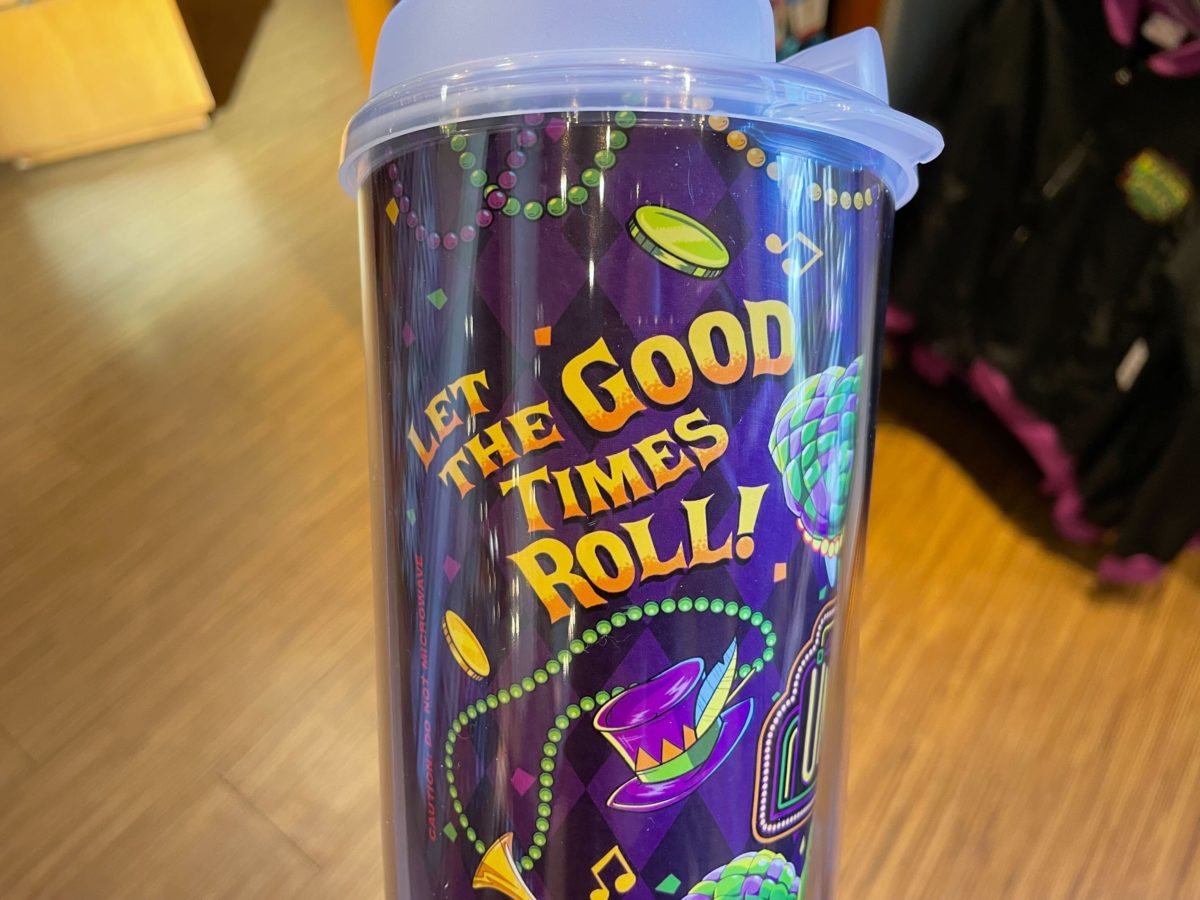 LET
THE GOOD
TIMES
ROLL!
CAUTION: DO NOT MICROWAVE